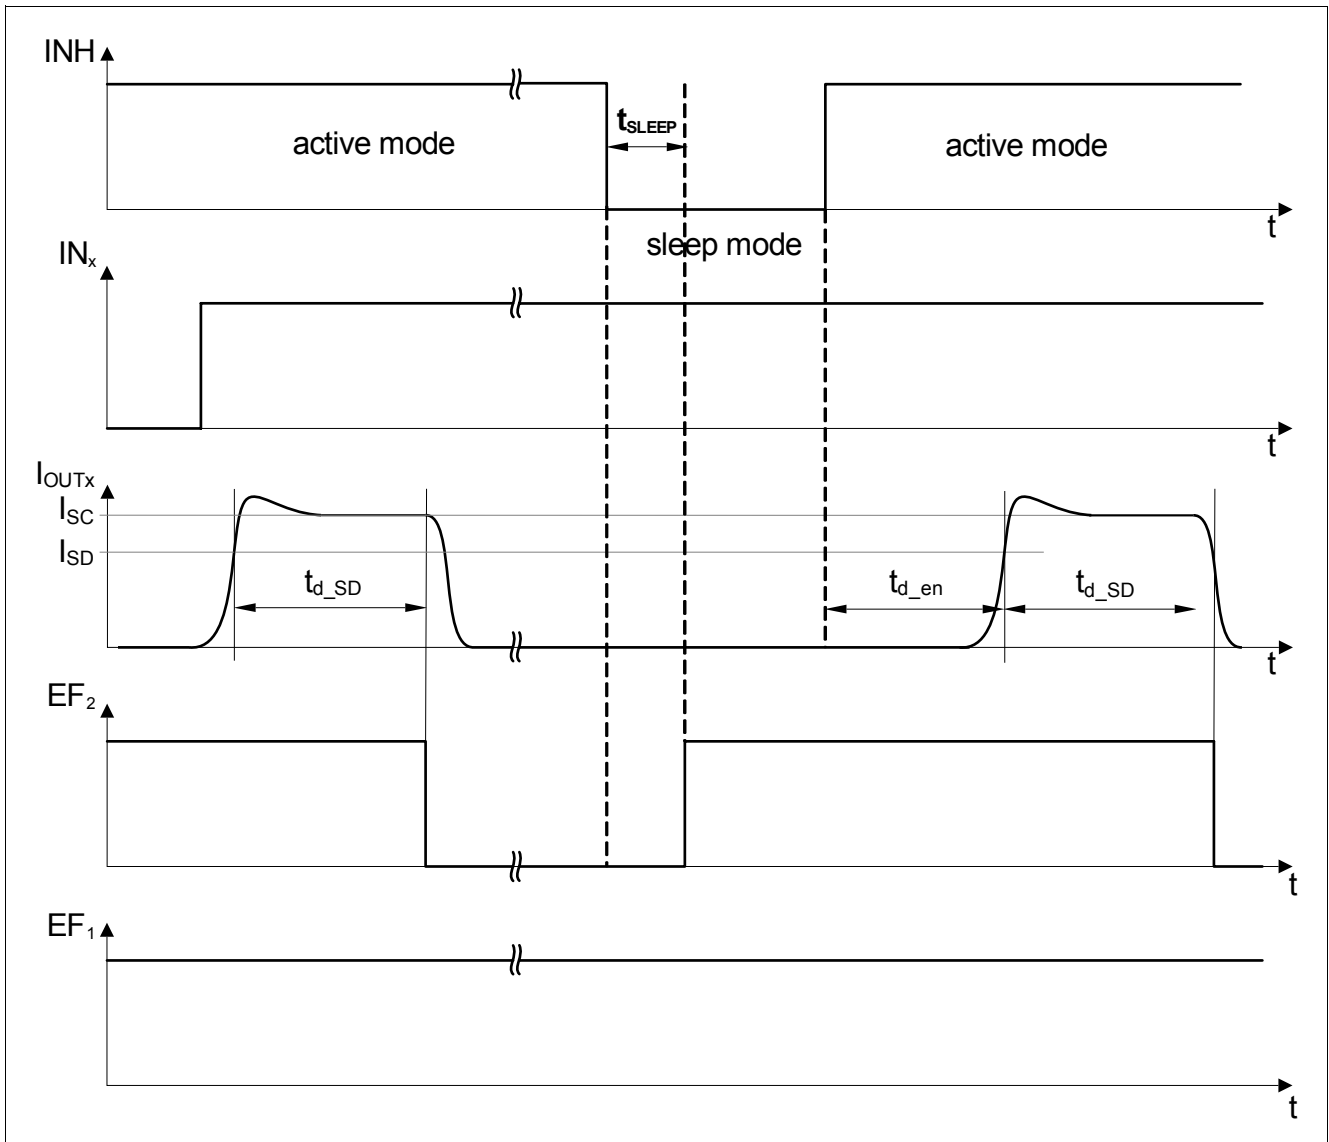 INH
tSLEEP
active mode
active mode
t
sleep mode
INx
t
IOUTx
ISC
ISD
td_SD
td_en
td_SD
t
EF2
t
EF1
t